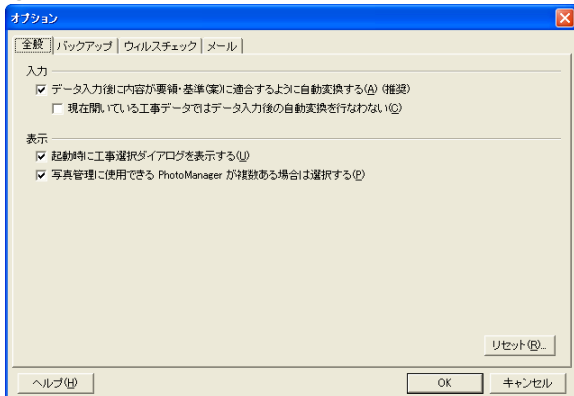 オプション
全般 バックアップ ウィルスチェック メール
入力
データ入力後に内容が要領・基準(案)に適合するように自動変換する(A) (推奨)
現在開いている工事データではデータ入力後の自動変換を行なわない(C)
表示
起動時に工事選択ダイアログを表示する(U)
写真管理に使用できる PhotoManager が複数ある場合は選択する(P)
リセット(R)...
ヘルプ(H) OK キャンセル